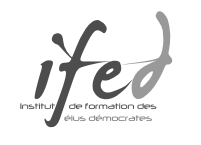 ifed
institut de formation des
élus démocrates